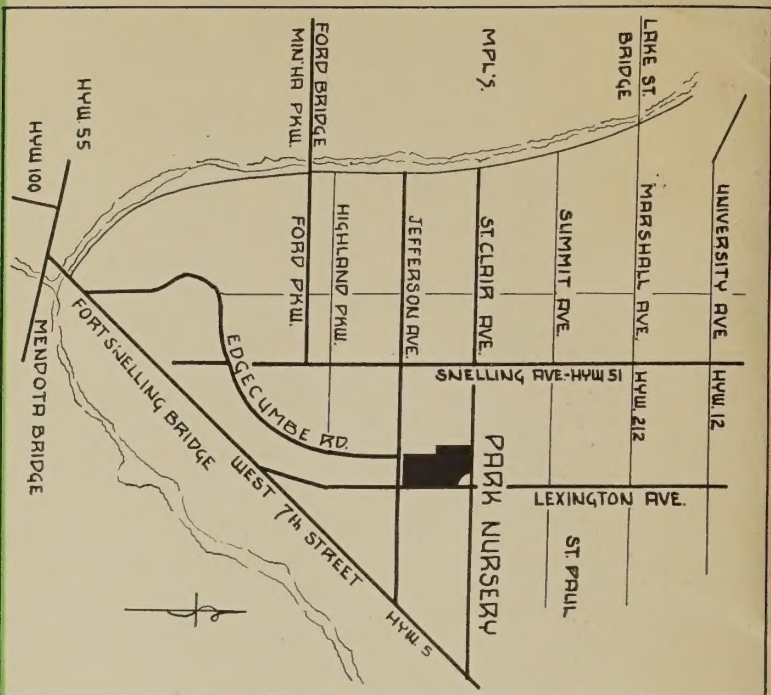 LAKE ST.
BRIDGE
MPL'S.
FORD BRIDGE
MIN'HA PKW.
HYW. 55
HYW 100
UNIVERSITY AVE
HYW. 12
MARSHALL AVE,
HYW. 212
SUMMIT AVE.
ST. CLAIR AVE.
JEFFERSON AVE.
HIGHLAND PKW.
FORD PKW.
SNELLING AVE-HYW 51
EDGECUMBE RD.
FORT SNELLING BRIDGE
MENDOTA BRIDGE
WEST 7th STREET
HYW. 5
PARK NURSERY
LEXINGTON AVE.
ST. PAUL